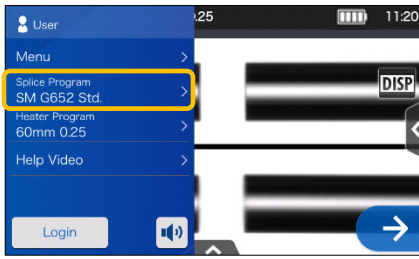 User
.25
11:20
Menu
Splice Program
SM G652 Std.
DISP
Heater Program
60mm 0.25
Help Video
Login